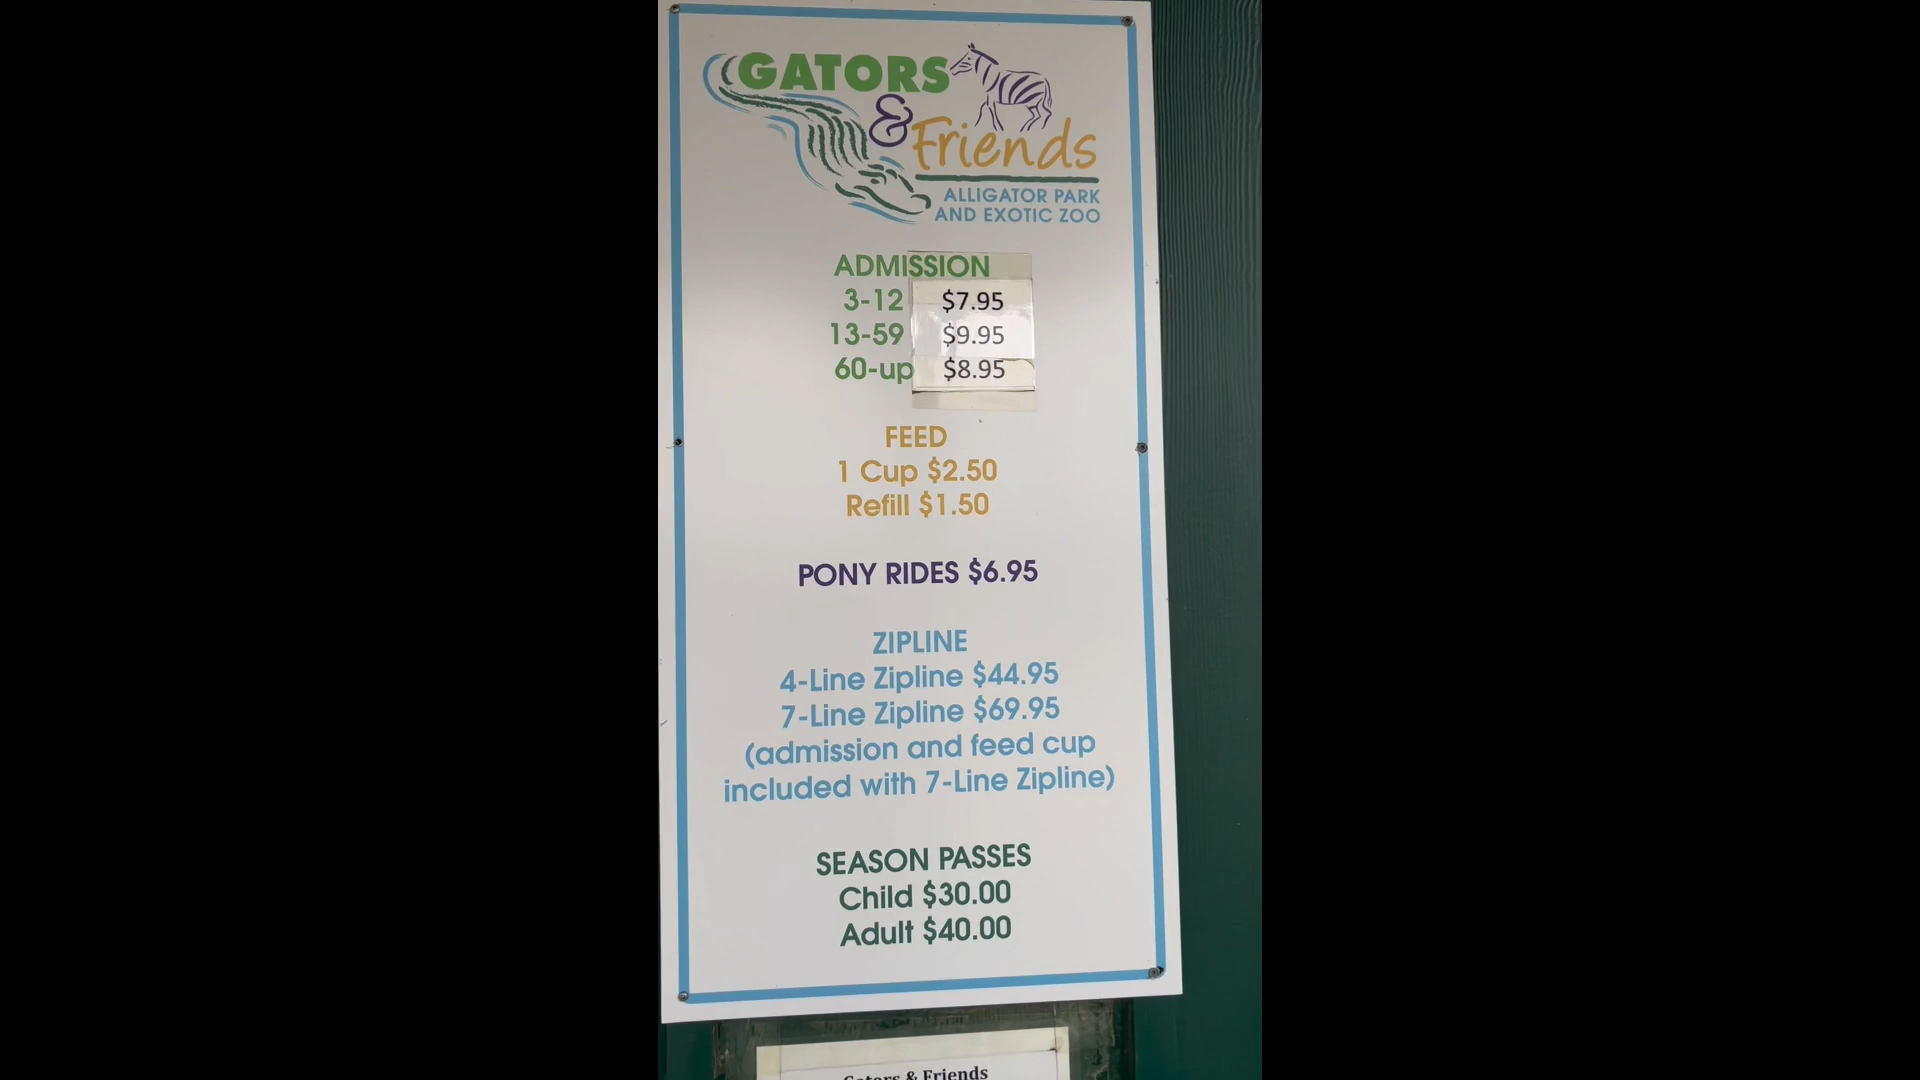 GATORS
& Friends
ALLIGATOR PARK
AND EXOTIC ZOO
ADMISSION
3-12 $7.95
13-59 $9.95
60-up $8.95
FEED
1 Cup $2.50
Refill $1.50
PONY RIDES $6.95
ZIPLINE
4-Line Zipline $44.95
7-Line Zipline $69.95
(admission and feed cup
included with 7-Line Zipline)
SEASON PASSES
Child $30.00
Adult $40.00
Gators & Friends